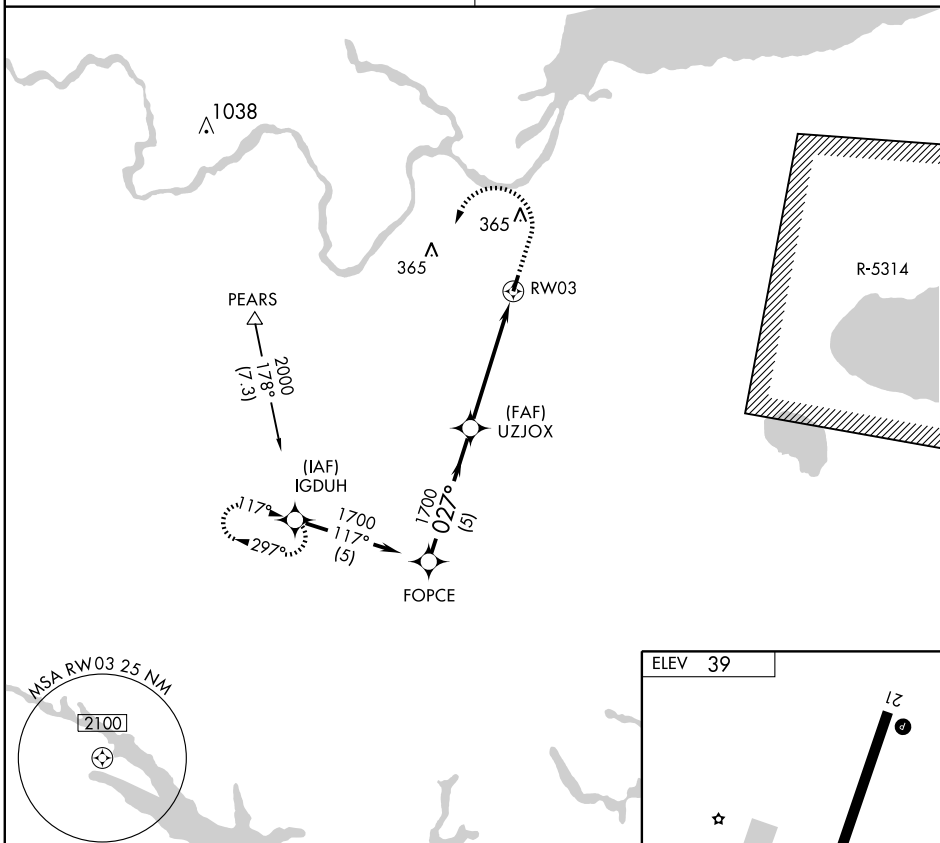 1038
365
365
RW03
R-5314
PEARS
2000
178°
(7.3)
(FAF)
UZJOX
(IAF)
IGDUH
117°
297°
1700
117°
(5)
1700
027°
(5)
FOPCE
MSA RW03 25 NM
2100
ELEV 39
21
P